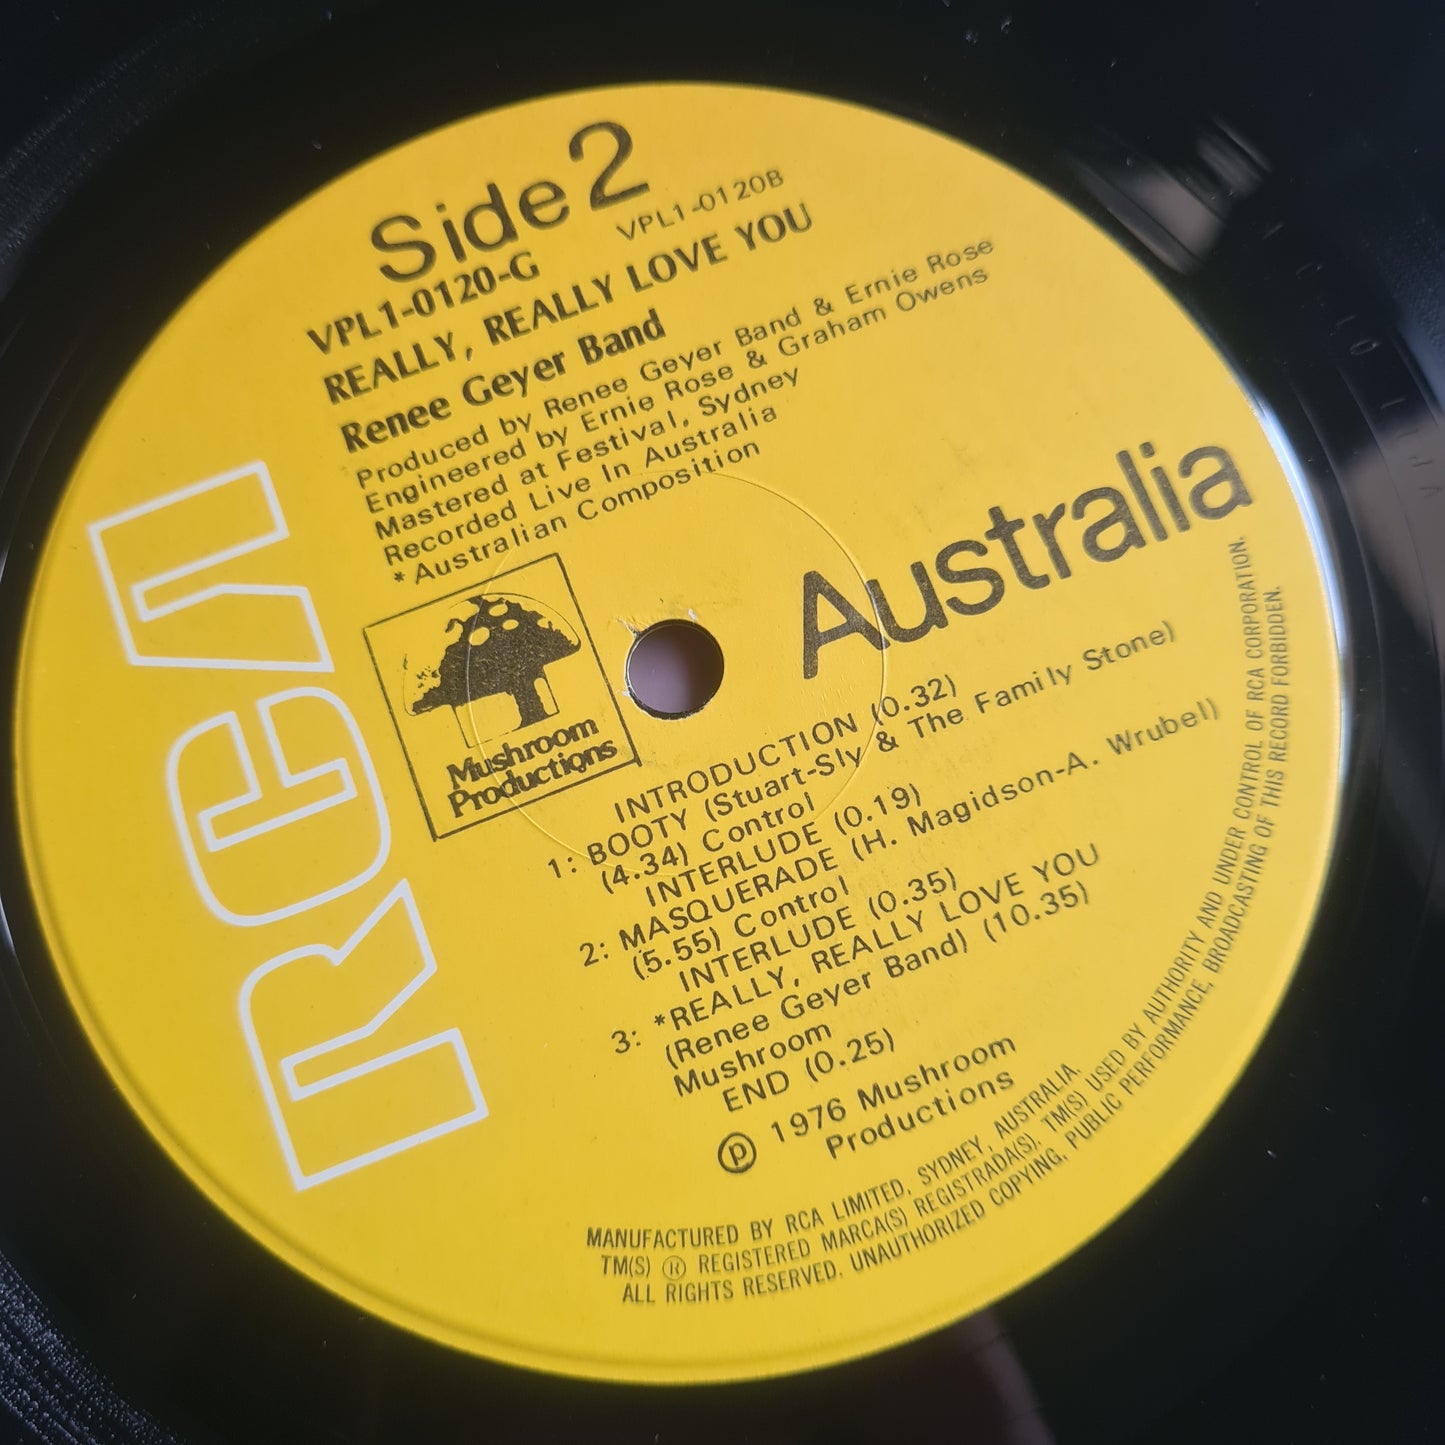 Side 2
VPL1-0120-G
VPL1-0120B
REALLY, REALLY LOVE YOU
Renee Geyer Band
Produced by Renee Geyer Band & Ernie Rose
Engineered by Ernie Rose & Graham Owens
Mastered at Festival, Sydney
Recorded Live In Australia
* Australian Composition
RCA
Mushroom
Productions
Australia
INTRODUCTION (0.32)
1: BOOTY (Stuart-Sly & The Family Stone)
(4.34) Control
INTERLUDE (0.19)
2: MASQUERADE (H. Magidson-A. Wrubel)
(5.55) Control
INTERLUDE (0.35)
3: *REALLY, REALLY LOVE YOU
(Renee Geyer Band) (10.35)
Mushroom
END (0.25)
℗ 1976 Mushroom
Productions
MANUFACTURED BY RCA LIMITED, SYDNEY, AUSTRALIA.
TM(S) ® REGISTERED MARCA(S) REGISTRADA(S). TM(S) USED BY AUTHORITY AND UNDER CONTROL OF RCA CORPORATION.
ALL RIGHTS RESERVED. UNAUTHORIZED COPYING, PUBLIC PERFORMANCE, BROADCASTING OF THIS RECORD FORBIDDEN.